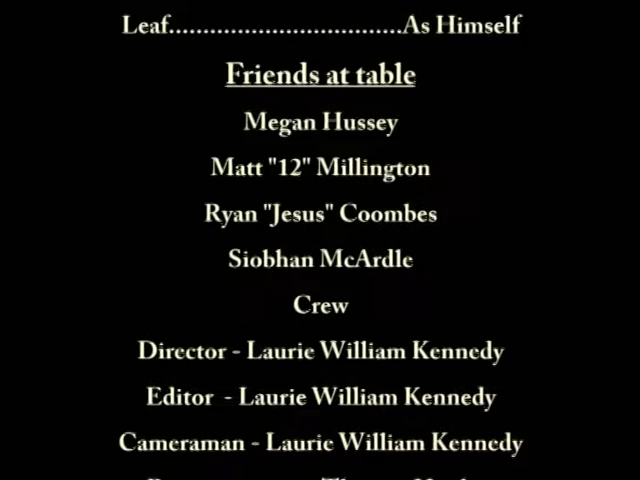 Leaf..................................As Himself
Friends at table
Megan Hussey
Matt "12" Millington
Ryan "Jesus" Coombes
Siobhan McArdle
Crew
Director - Laurie William Kennedy
Editor - Laurie William Kennedy
Cameraman - Laurie William Kennedy